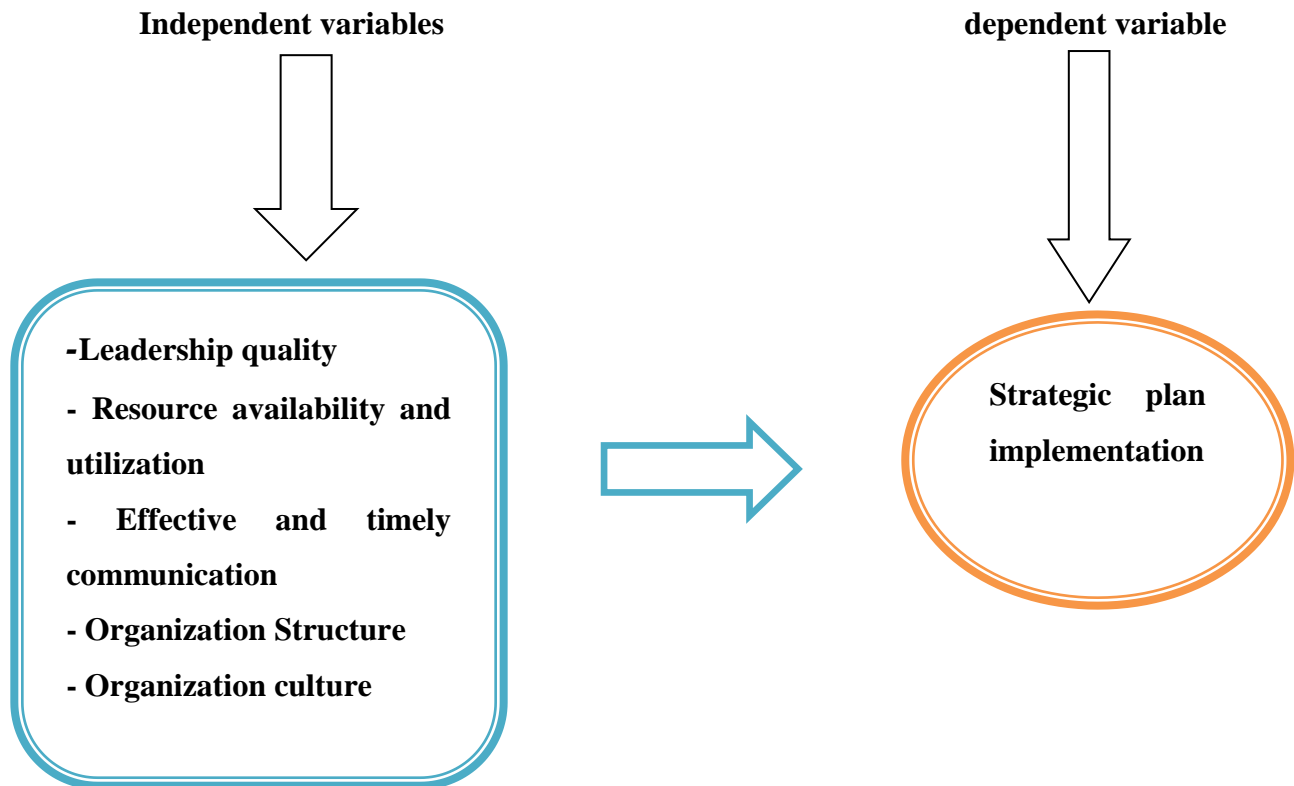 Independent variables
dependent variable
-Leadership quality
- Resource availability and
utilization
- Effective and timely
communication
- Organization Structure
- Organization culture
Strategic plan
implementation